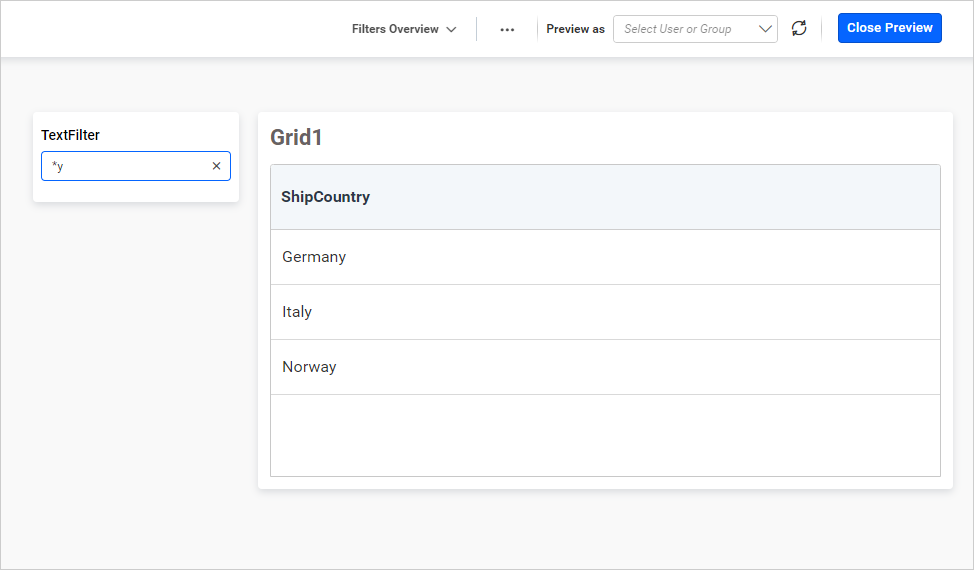 Filters Overview
Preview as
Select User or Group
Close Preview
TextFilter
*y
Grid1
ShipCountry
Germany
Italy
Norway